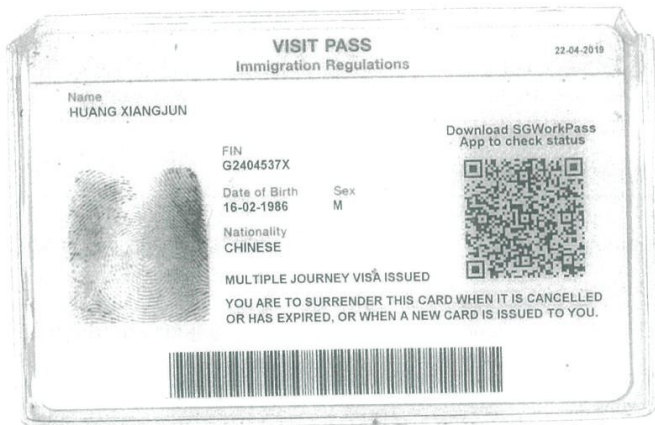 VISIT PASS
Immigration Regulations
22-04-2019
Name
HUANG XIANGJUN
Download SGWorkPass
App to check status
FIN
G2404537X
Date of Birth Sex
16-02-1986 M
Nationality
CHINESE
MULTIPLE JOURNEY VISA ISSUED
YOU ARE TO SURRENDER THIS CARD WHEN IT IS CANCELLED
OR HAS EXPIRED, OR WHEN A NEW CARD IS ISSUED TO YOU.